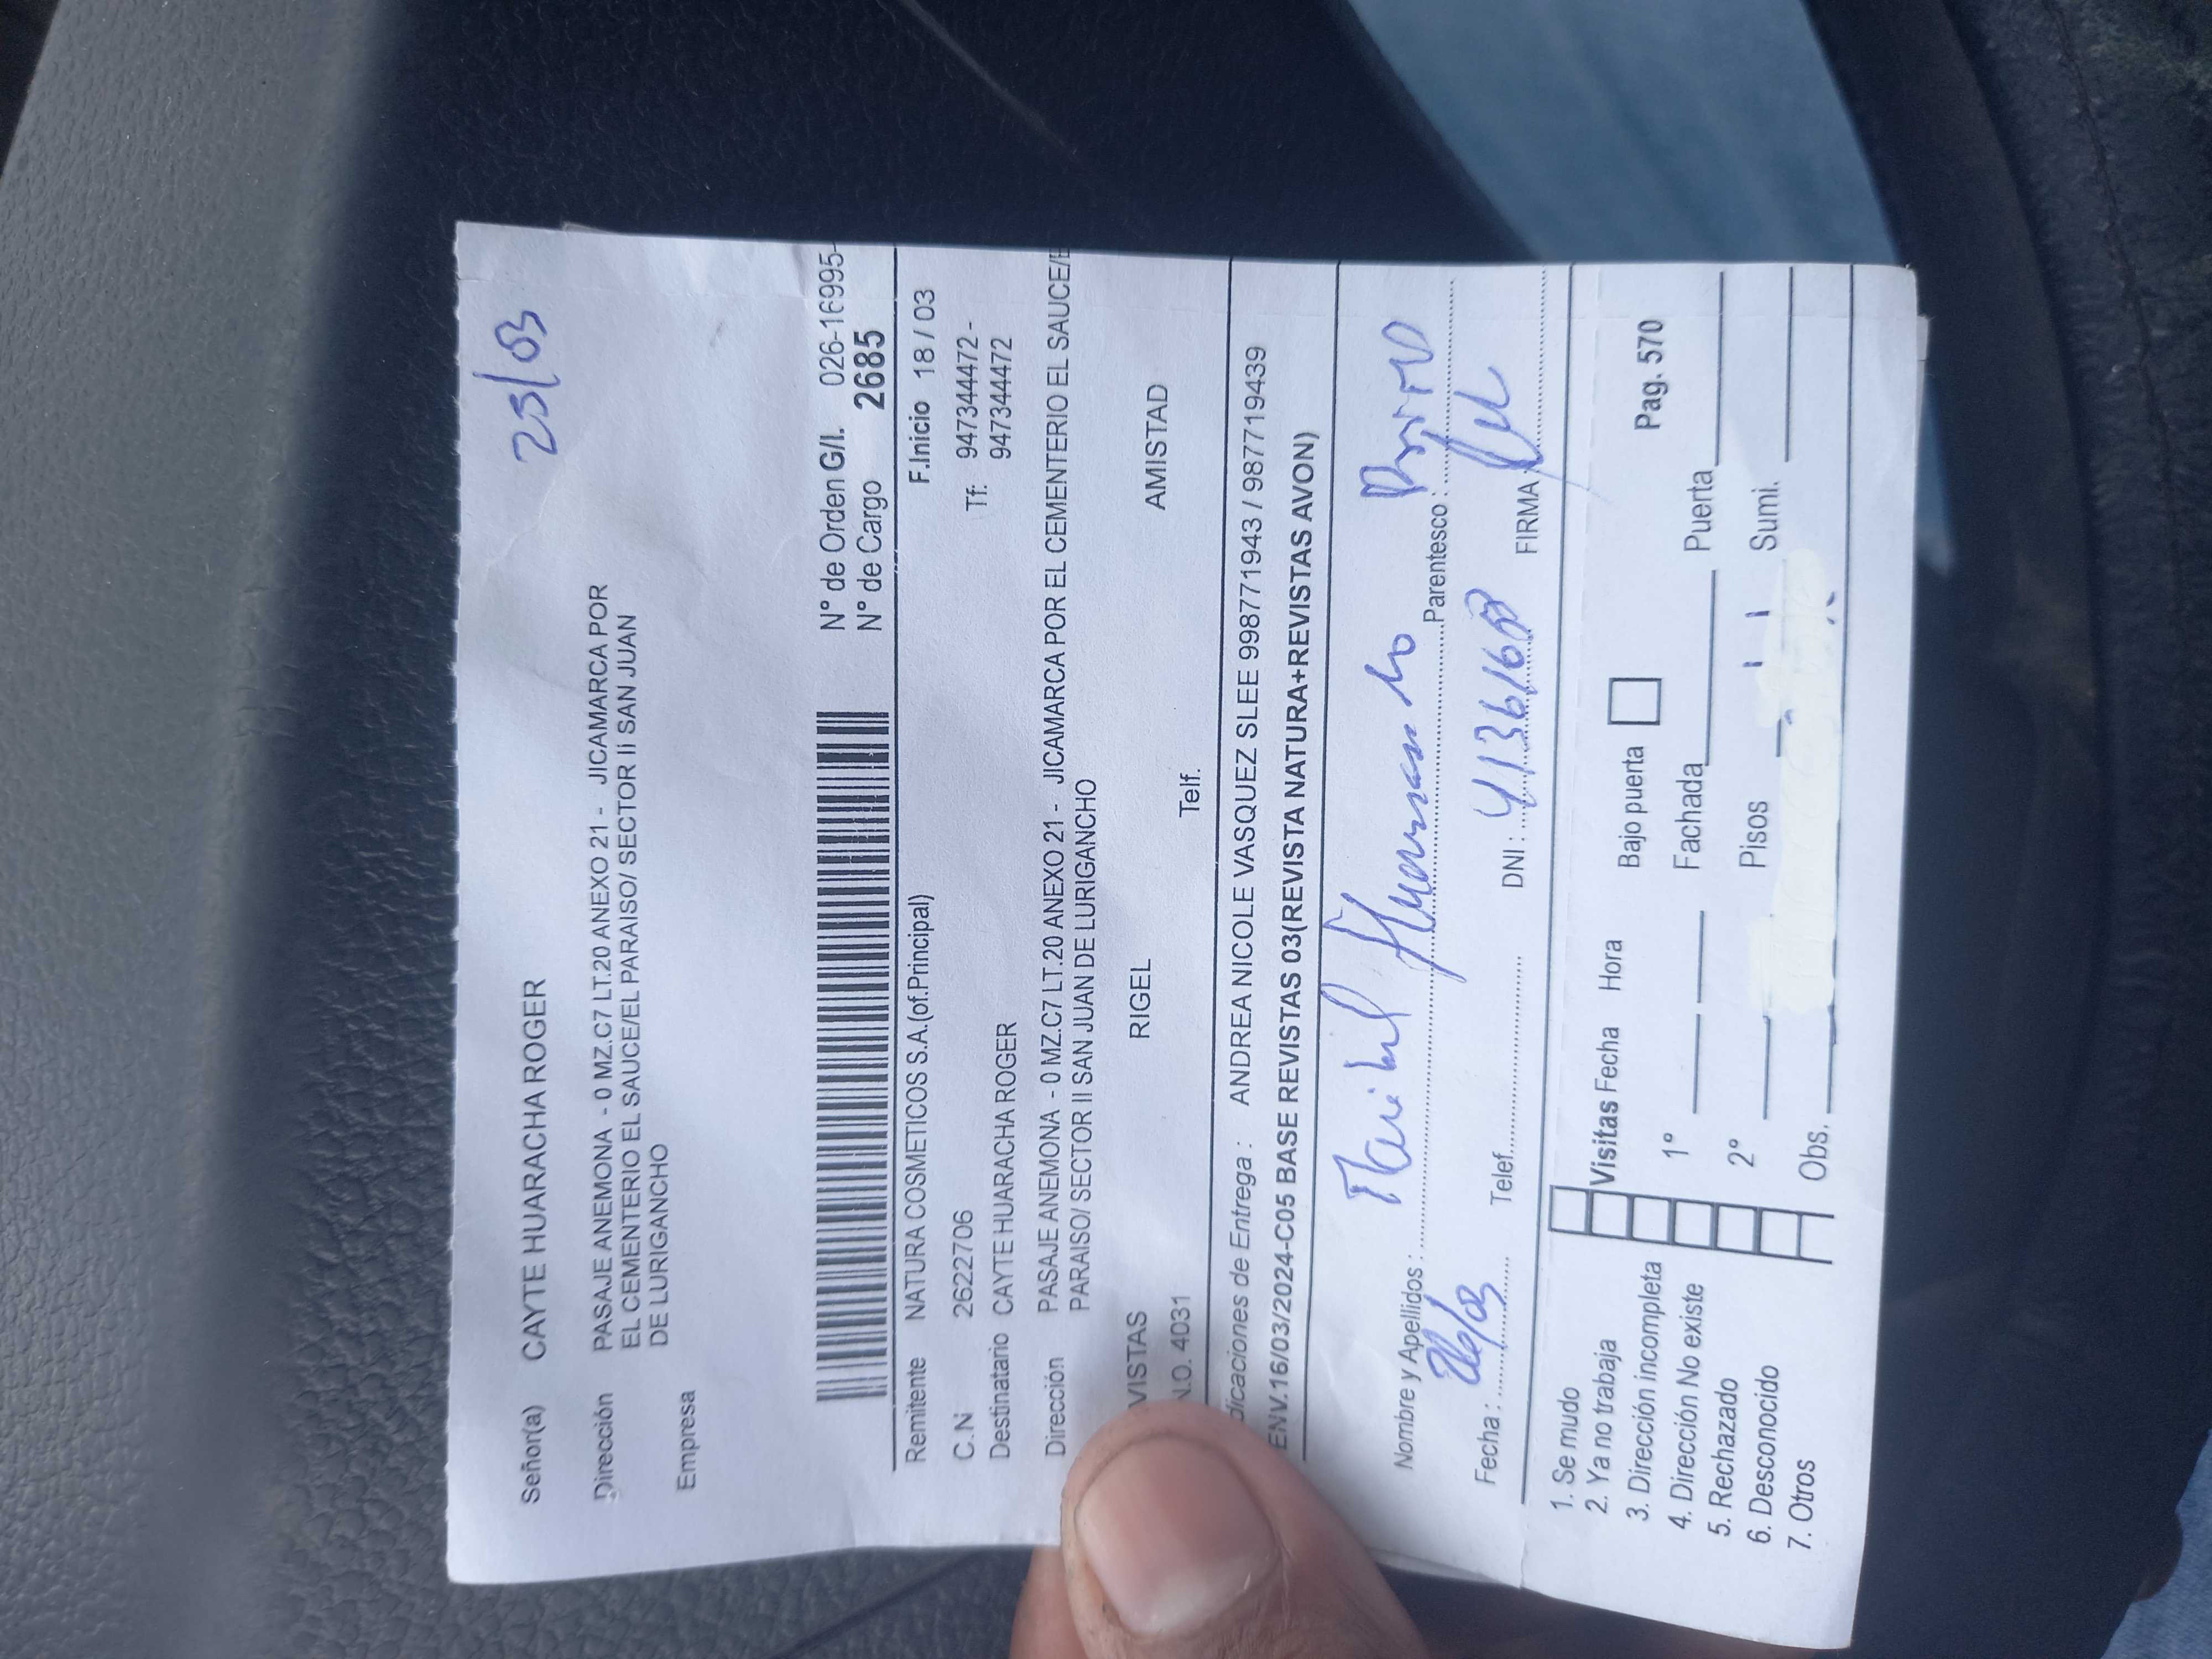 25/03
Señor(a) CAYTE HUARACHA ROGER
Dirección PASAJE ANEMONA - 0 MZ.C7 LT.20 ANEXO 21 - JICAMARCA POR
EL CEMENTERIO EL SAUCE/EL PARAISO/ SECTOR II SAN JUAN
DE LURIGANCHO
Empresa
N° de Orden G/I. 026-16995-
N° de Cargo 2685
Remitente NATURA COSMETICOS S.A.(of.Principal) F.Inicio 18 / 03
C.N 2622706 Tf: 947344472 -
Destinatario CAYTE HUARACHA ROGER 947344472
Dirección PASAJE ANEMONA - 0 MZ.C7 LT.20 ANEXO 21 - JICAMARCA POR EL CEMENTERIO EL SAUCE/E
PARAISO/ SECTOR II SAN JUAN DE LURIGANCHO
VISTAS RIGEL AMISTAD
.O. 4031 Telf.
dicaciones de Entrega : ANDREA NICOLE VASQUEZ SLEE 998771943 / 987719439
ENV.16/03/2024-C05 BASE REVISTAS 03(REVISTA NATURA+REVISTAS AVON)
Nombre y Apellidos : Parentesco :
Fecha : 26/03 Telef. DNI : FIRMA
1. Se mudo
2. Ya no trabaja Visitas Fecha Hora Bajo puerta Pag. 570
3. Dirección incompleta
4. Dirección No existe 1° Fachada Puerta
5. Rechazado
6. Desconocido 2° Pisos Sumi.
7. Otros Obs.